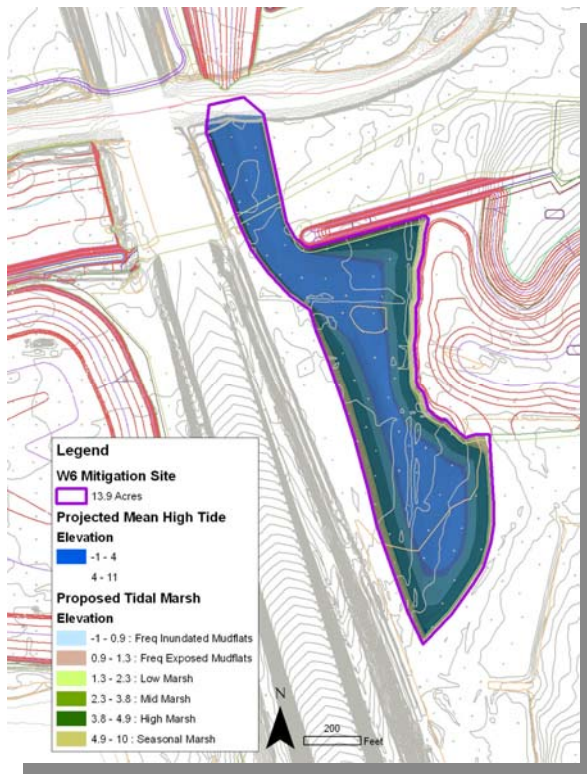 Legend
W6 Mitigation Site
13.9 Acres
Projected Mean High Tide
Elevation
-1 - 4
4 - 11
Proposed Tidal Marsh
Elevation
-1 - 0.9 : Freq Inundated Mudflats
0.9 - 1.3 : Freq Exposed Mudflats
1.3 - 2.3 : Low Marsh
2.3 - 3.8 : Mid Marsh
3.8 - 4.9 : High Marsh
4.9 - 10 : Seasonal Marsh
N
200
Feet